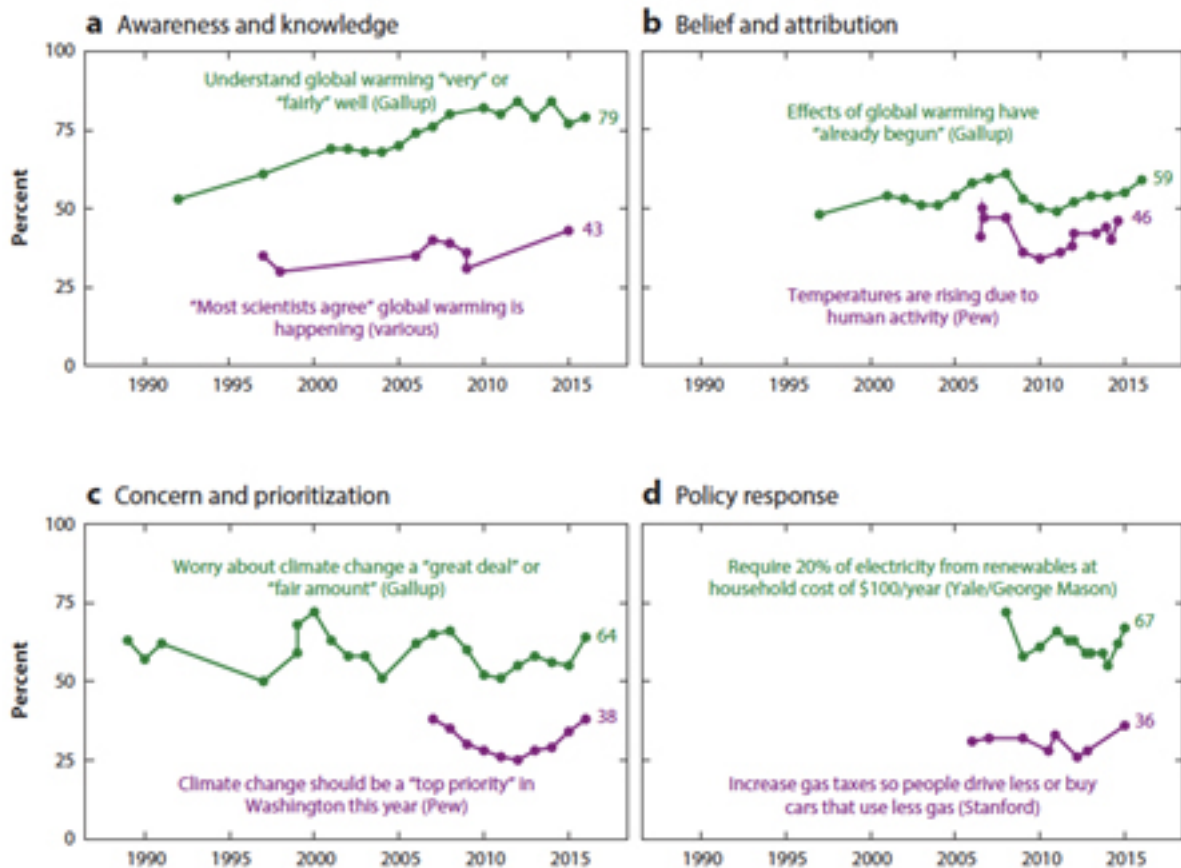 a Awareness and knowledge
100
75
50
25
0
Percent
Understand global warming "very" or
"fairly" well (Gallup)
79
43
"Most scientists agree" global warming is
happening (various)
1990 1995 2000 2005 2010 2015
b Belief and attribution
Effects of global warming have
"already begun" (Gallup)
59
46
Temperatures are rising due to
human activity (Pew)
1990 1995 2000 2005 2010 2015
c Concern and prioritization
100
75
50
25
0
Percent
Worry about climate change a "great deal" or
"fair amount" (Gallup)
64
38
Climate change should be a "top priority" in
Washington this year (Pew)
1990 1995 2000 2005 2010 2015
d Policy response
Require 20% of electricity from renewables at
household cost of $100/year (Yale/George Mason)
67
36
Increase gas taxes so people drive less or buy
cars that use less gas (Stanford)
1990 1995 2000 2005 2010 2015